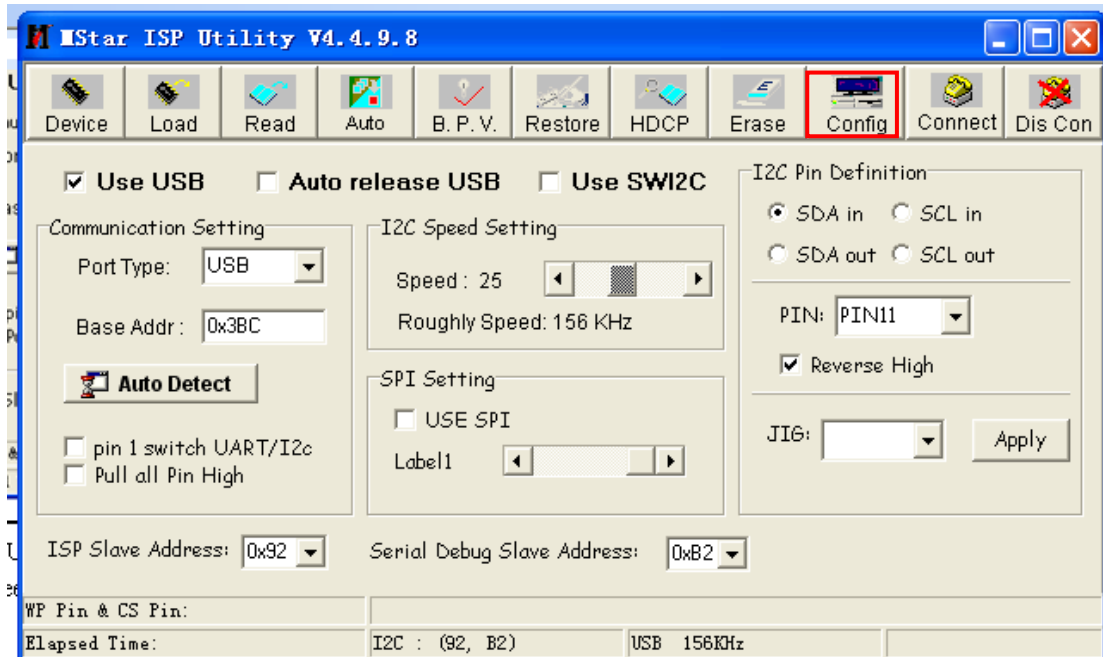 MStar ISP Utility V4.4.9.8
Device Load Read Auto B.P.V. Restore HDCP Erase Config Connect Dis Con
Use USB Auto release USB Use SWI2C
I2C Pin Definition
SDA in SCL in
SDA out SCL out
PIN: PIN11
Reverse High
JIG: Apply
Communication Setting
Port Type: USB
Base Addr: 0x3BC
Auto Detect
pin 1 switch UART/I2c
Pull all Pin High
I2C Speed Setting
Speed: 25
Roughly Speed: 156 KHz
SPI Setting
USE SPI
Label1
ISP Slave Address: 0x92 Serial Debug Slave Address: 0xB2
WP Pin & CS Pin:
Elapsed Time: I2C : (92, B2) USB 156KHz